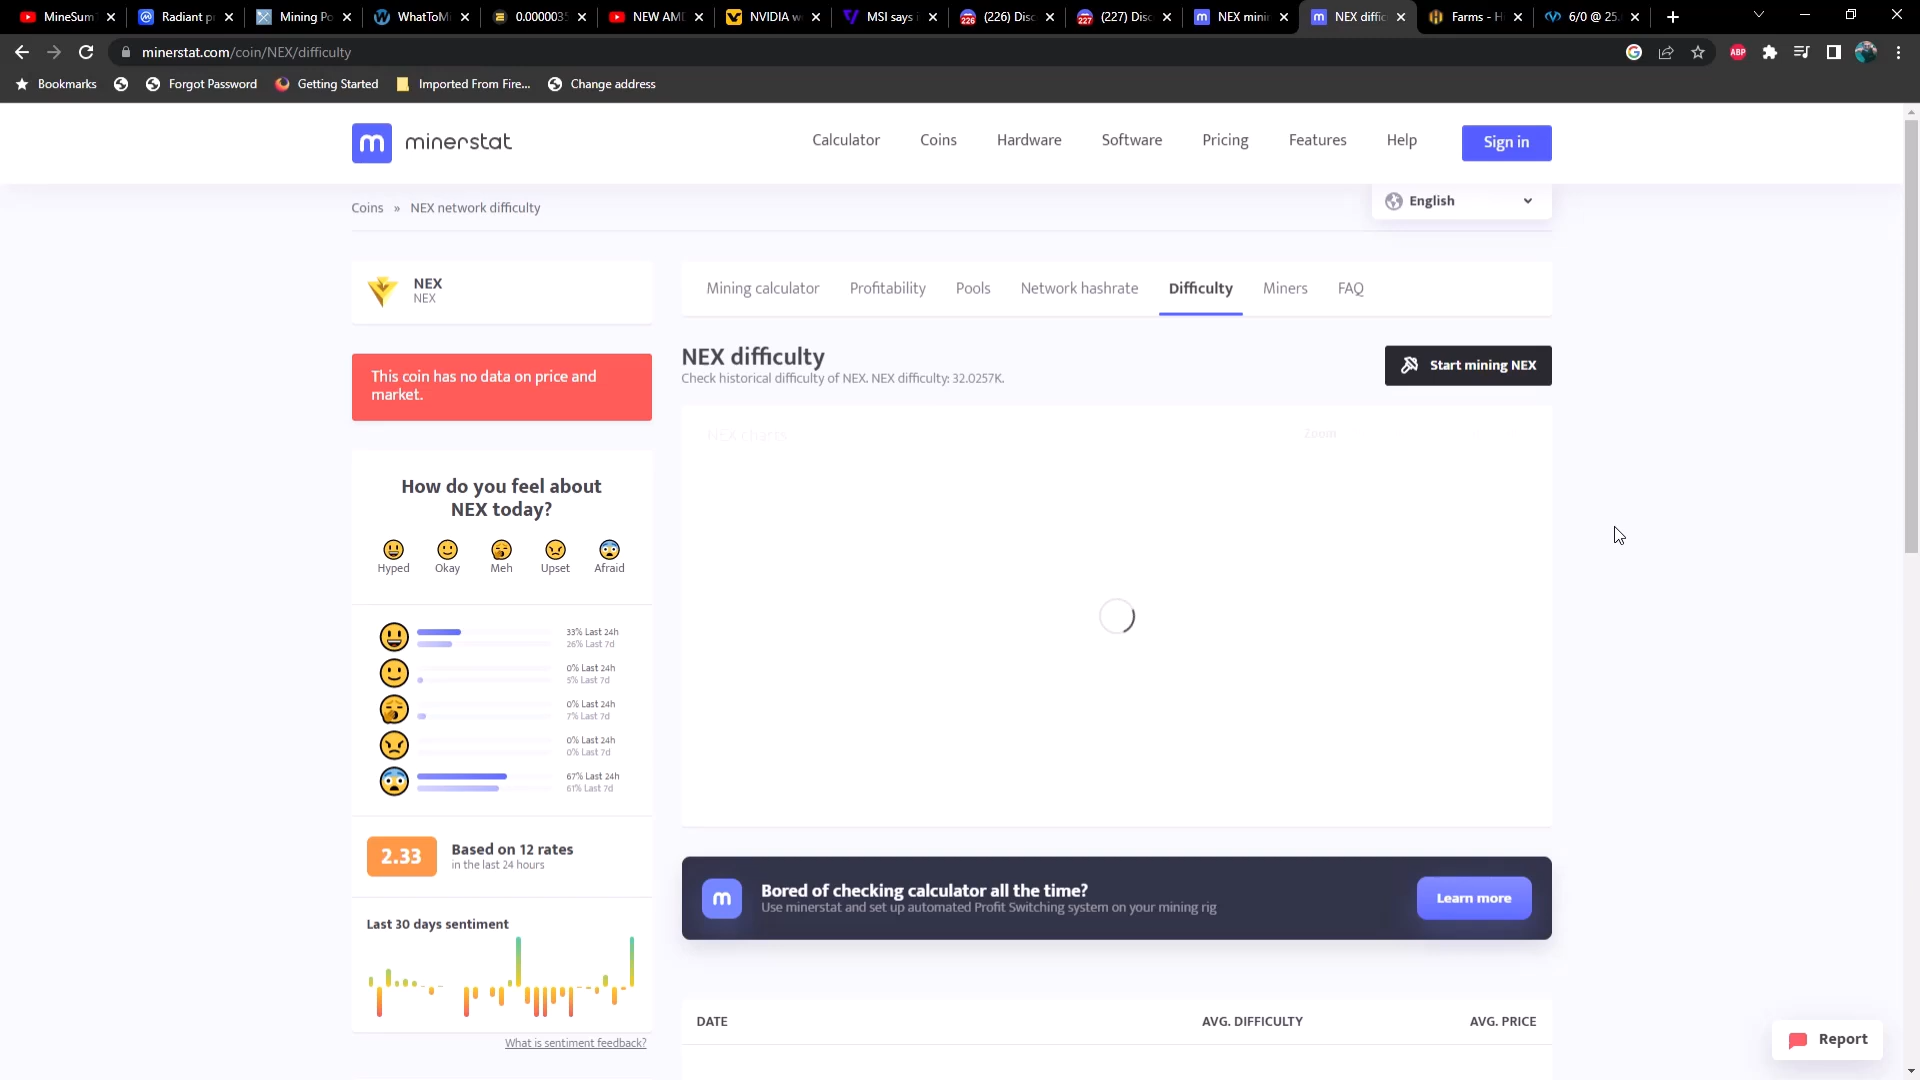 MineSum
Radiant p
Mining Po
WhatToMi
0.0000035
NEW AMD
NVIDIA w
MSI says i
(226) Disc
(227) Disc
NEX minin
NEX diffic
Farms - Hi
6/0 @ 25.
minerstat.com/coin/NEX/difficulty
ABP
Bookmarks
Forgot Password
Getting Started
Imported From Fire...
Change address
m minerstat
Calculator
Coins
Hardware
Software
Pricing
Features
Help
Sign in
Coins » NEX network difficulty
English
NEX
NEX
Mining calculator
Profitability
Pools
Network hashrate
Difficulty
Miners
FAQ
This coin has no data on price and
market.
NEX difficulty
Check historical difficulty of NEX. NEX difficulty: 32.0257K.
Start mining NEX
NEX charts
Zoom
How do you feel about
NEX today?
Hyped
Okay
Meh
Upset
Afraid
33% Last 24h
26% Last 7d
0% Last 24h
5% Last 7d
0% Last 24h
7% Last 7d
0% Last 24h
0% Last 7d
67% Last 24h
61% Last 7d
2.33
Based on 12 rates
in the last 24 hours
Last 30 days sentiment
What is sentiment feedback?
m
Bored of checking calculator all the time?
Use minerstat and set up automated Profit Switching system on your mining rig
Learn more
DATE
AVG. DIFFICULTY
AVG. PRICE
Report